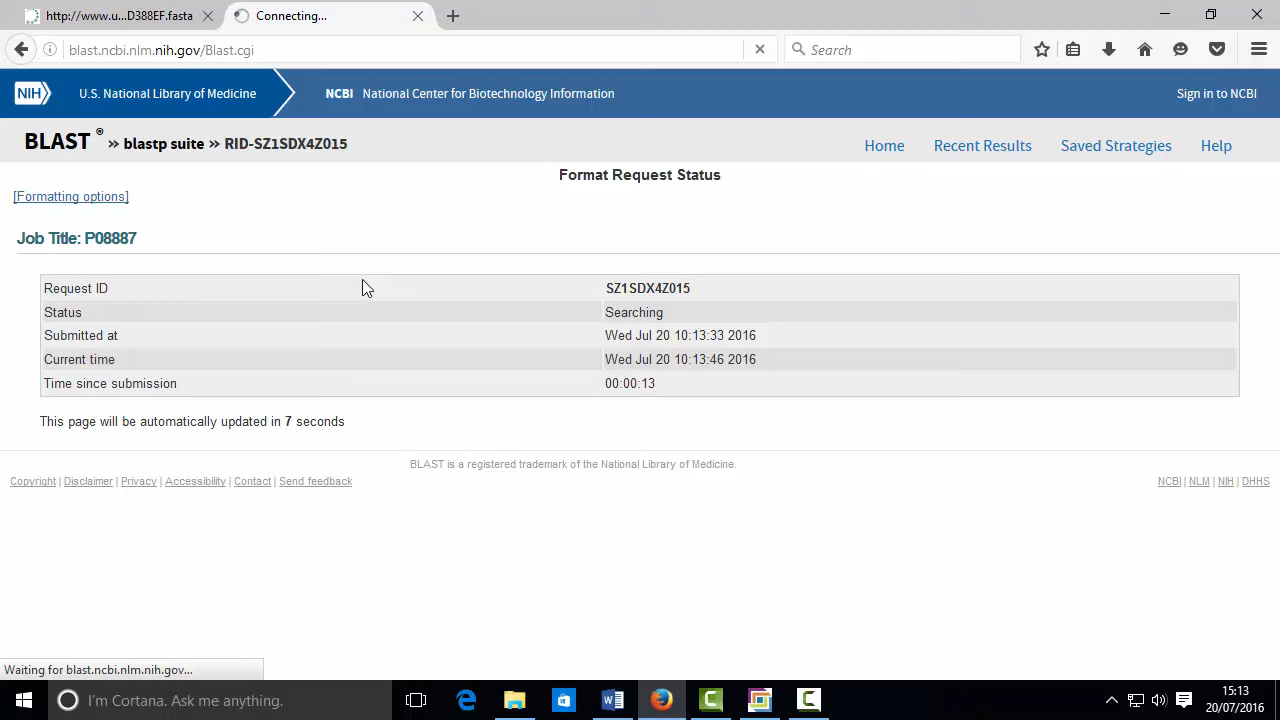 http://www.u...D388EF.fasta
Connecting...
blast.ncbi.nlm.nih.gov/Blast.cgi
Search
NIH U.S. National Library of Medicine NCBI National Center for Biotechnology Information Sign in to NCBI
BLAST ® » blastp suite » RID-SZ1SDX4Z015 Home Recent Results Saved Strategies Help
Format Request Status
[Formatting options]
Job Title: P08887
Request ID SZ1SDX4Z015
Status Searching
Submitted at Wed Jul 20 10:13:33 2016
Current time Wed Jul 20 10:13:46 2016
Time since submission 00:00:13
This page will be automatically updated in 7 seconds
BLAST is a registered trademark of the National Library of Medicine.
Copyright | Disclaimer | Privacy | Accessibility | Contact | Send feedback NCBI | NLM | NIH | DHHS
Waiting for blast.ncbi.nlm.nih.gov...
I'm Cortana. Ask me anything.
15:13
20/07/2016